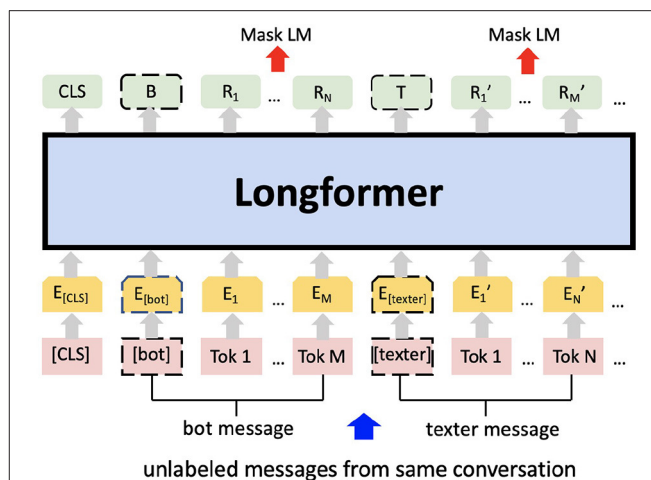 Mask LM Mask LM
CLS B R1 ... RN T R1' ... RM' ...
Longformer
E[CLS] E[bot] E1 ... EM E[texter] E1' ... EN' ...
[CLS] [bot] Tok 1 ... Tok M [texter] Tok 1 ... Tok N ...
bot message texter message
unlabeled messages from same conversation